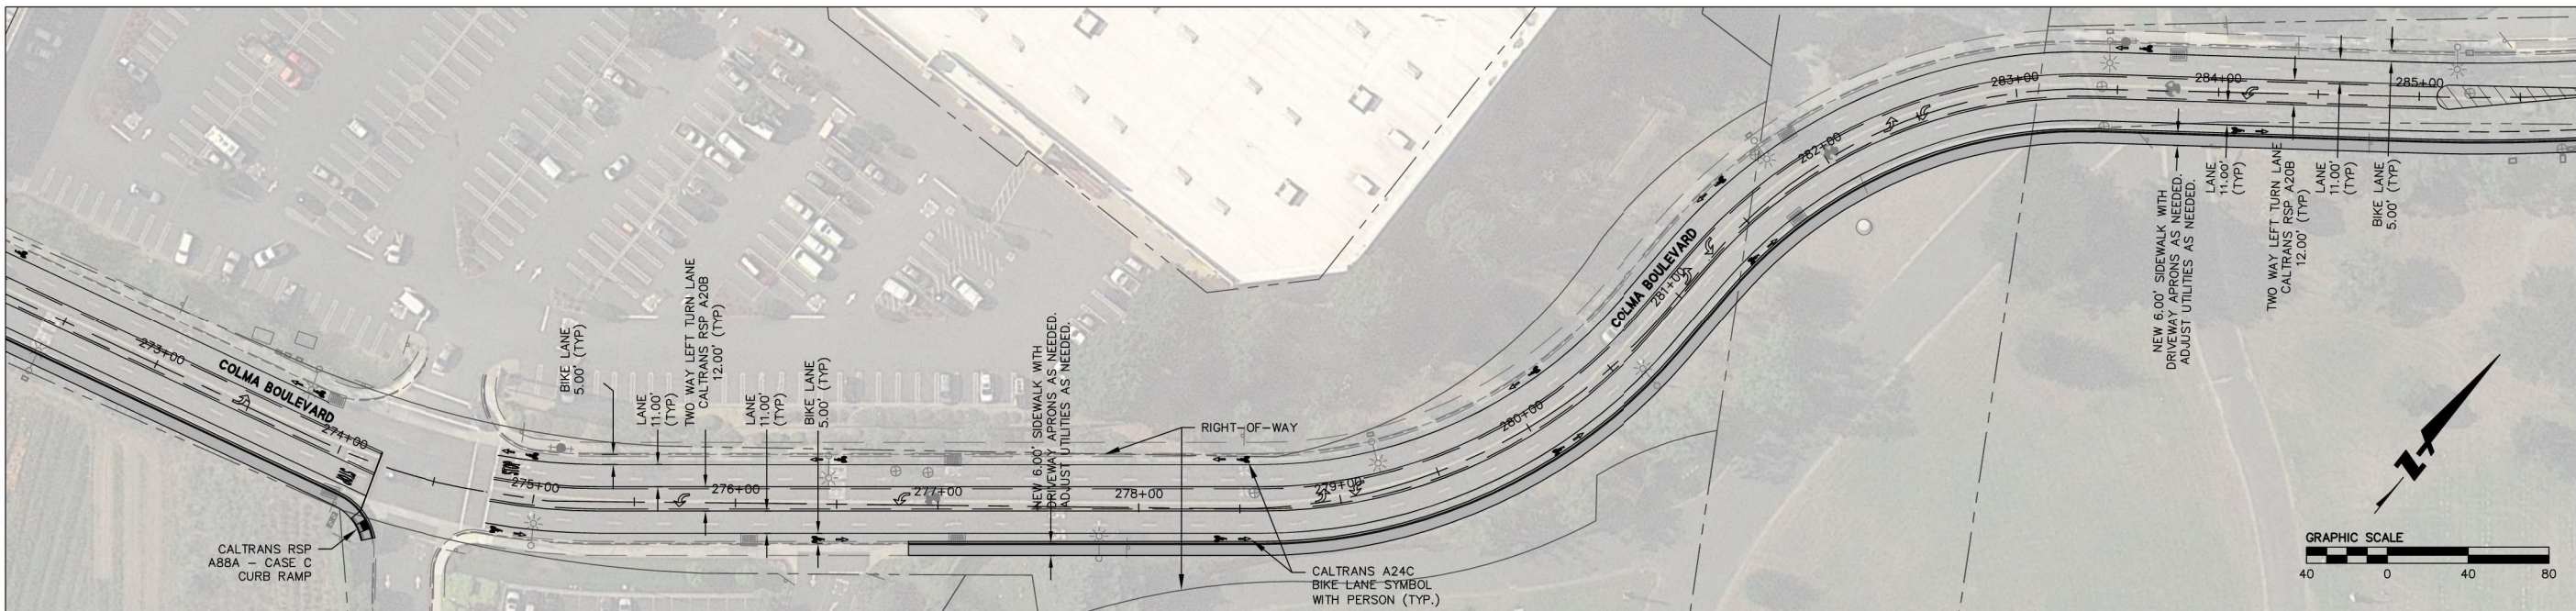 273+00
COLMA BOULEVARD
274+00
STOP
CALTRANS RSP
A88A – CASE C
CURB RAMP
STOP
275+00
BIKE LANE
5.00' (TYP)
LANE
11.00'
(TYP)
TWO WAY LEFT TURN LANE
CALTRANS RSP A20B
12.00' (TYP)
LANE
11.00'
(TYP)
BIKE LANE
5.00' (TYP)
276+00
277+00
278+00
NEW 6.00' SIDEWALK WITH
DRIVEWAY APRONS AS NEEDED.
ADJUST UTILITIES AS NEEDED.
RIGHT-OF-WAY
CALTRANS A24C
BIKE LANE SYMBOL
WITH PERSON (TYP.)
279+00
280+00
281+00
COLMA BOULEVARD
282+00
283+00
284+00
285+00
NEW 6.00' SIDEWALK WITH
DRIVEWAY APRONS AS NEEDED.
ADJUST UTILITIES AS NEEDED.
LANE
11.00'
(TYP)
TWO WAY LEFT TURN LANE
CALTRANS RSP A20B
12.00' (TYP)
LANE
11.00'
(TYP)
BIKE LANE
5.00' (TYP)
N
GRAPHIC SCALE
40 0 40 80